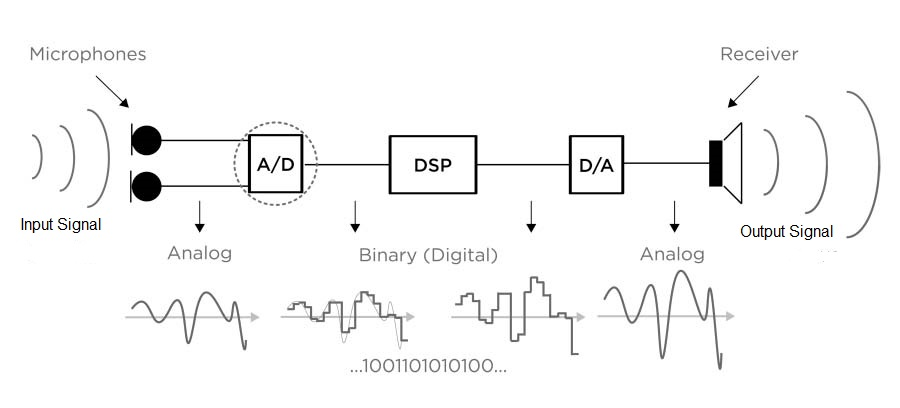 Microphones
Receiver
A/D
DSP
D/A
Input Signal
Output Signal
Analog
Binary (Digital)
Analog
...1001101010100...